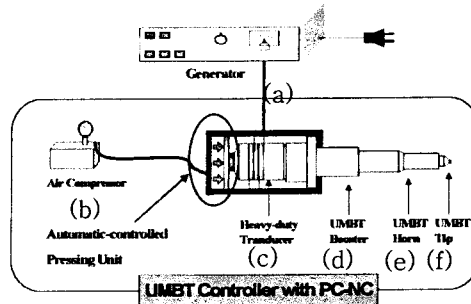 Generator
(a)
Air Compressor
(b)
Automatic-controlled
Pressing Unit
Heavy-duty
Tranducer
(c)
UMBT
Booster
(d)
UMBT
Horn
(e)
UMBT
Tip
(f)
UMBT Controller with PC-NC